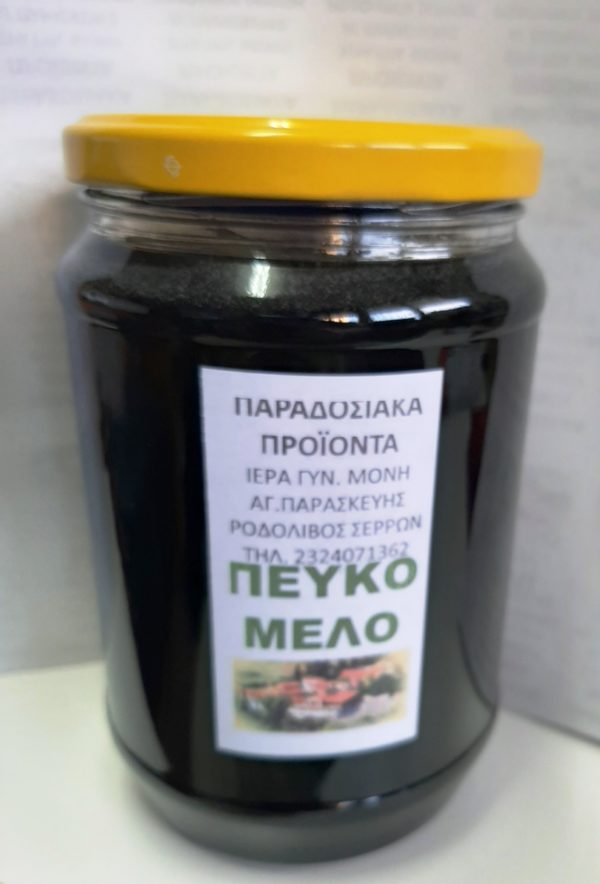 ΠΑΡΑΔΟΣΙΑΚΑ
ΠΡΟΪΟΝΤΑ
ΙΕΡΑ ΓΥΝ. ΜΟΝΗ
ΑΓ.ΠΑΡΑΣΚΕΥΗΣ
ΡΟΔΟΛΙΒΟΣ ΣΕΡΡΩΝ
ΤΗΛ. 2324071362
ΠΕΥΚΟ
ΜΕΛΟ